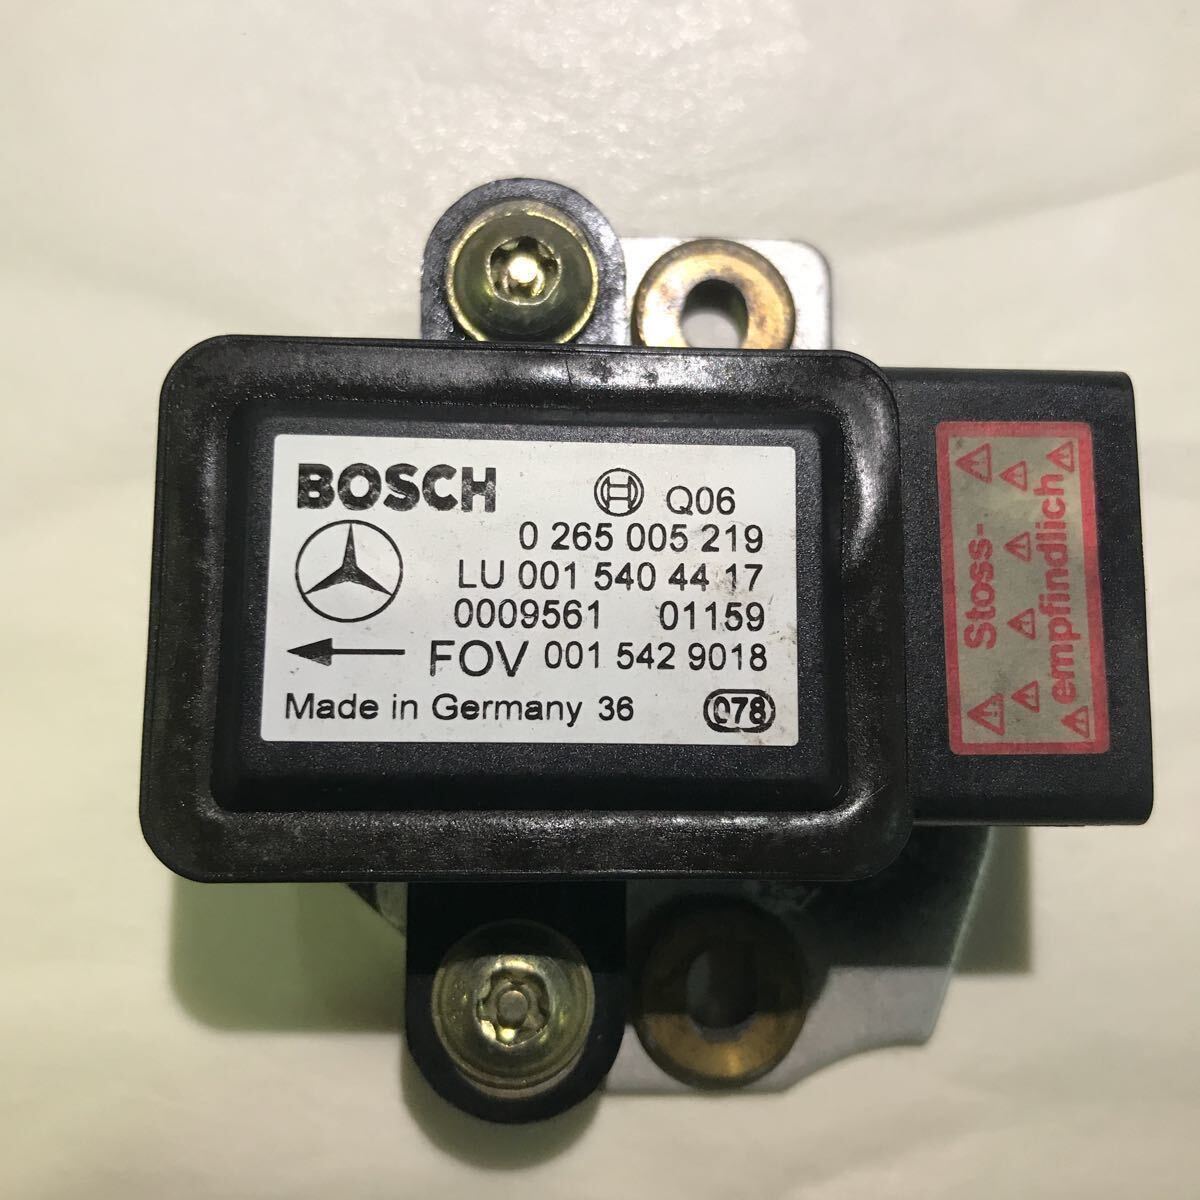 BOSCH
Q06
0 265 005 219
LU 001 540 44 17
0009561 01159
FOV 001 542 9018
Made in Germany 36
078
Stoss-
empfindlich